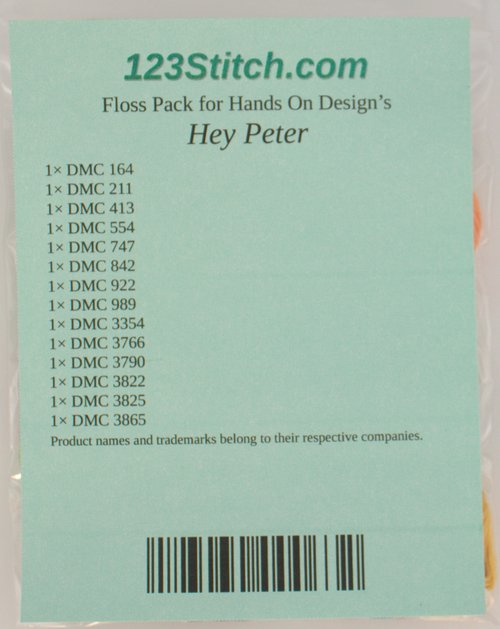 123Stitch.com
Floss Pack for Hands On Design's
Hey Peter
1× DMC 164
1× DMC 211
1× DMC 413
1× DMC 554
1× DMC 747
1× DMC 842
1× DMC 922
1× DMC 989
1× DMC 3354
1× DMC 3766
1× DMC 3790
1× DMC 3822
1× DMC 3825
1× DMC 3865
Product names and trademarks belong to their respective companies.